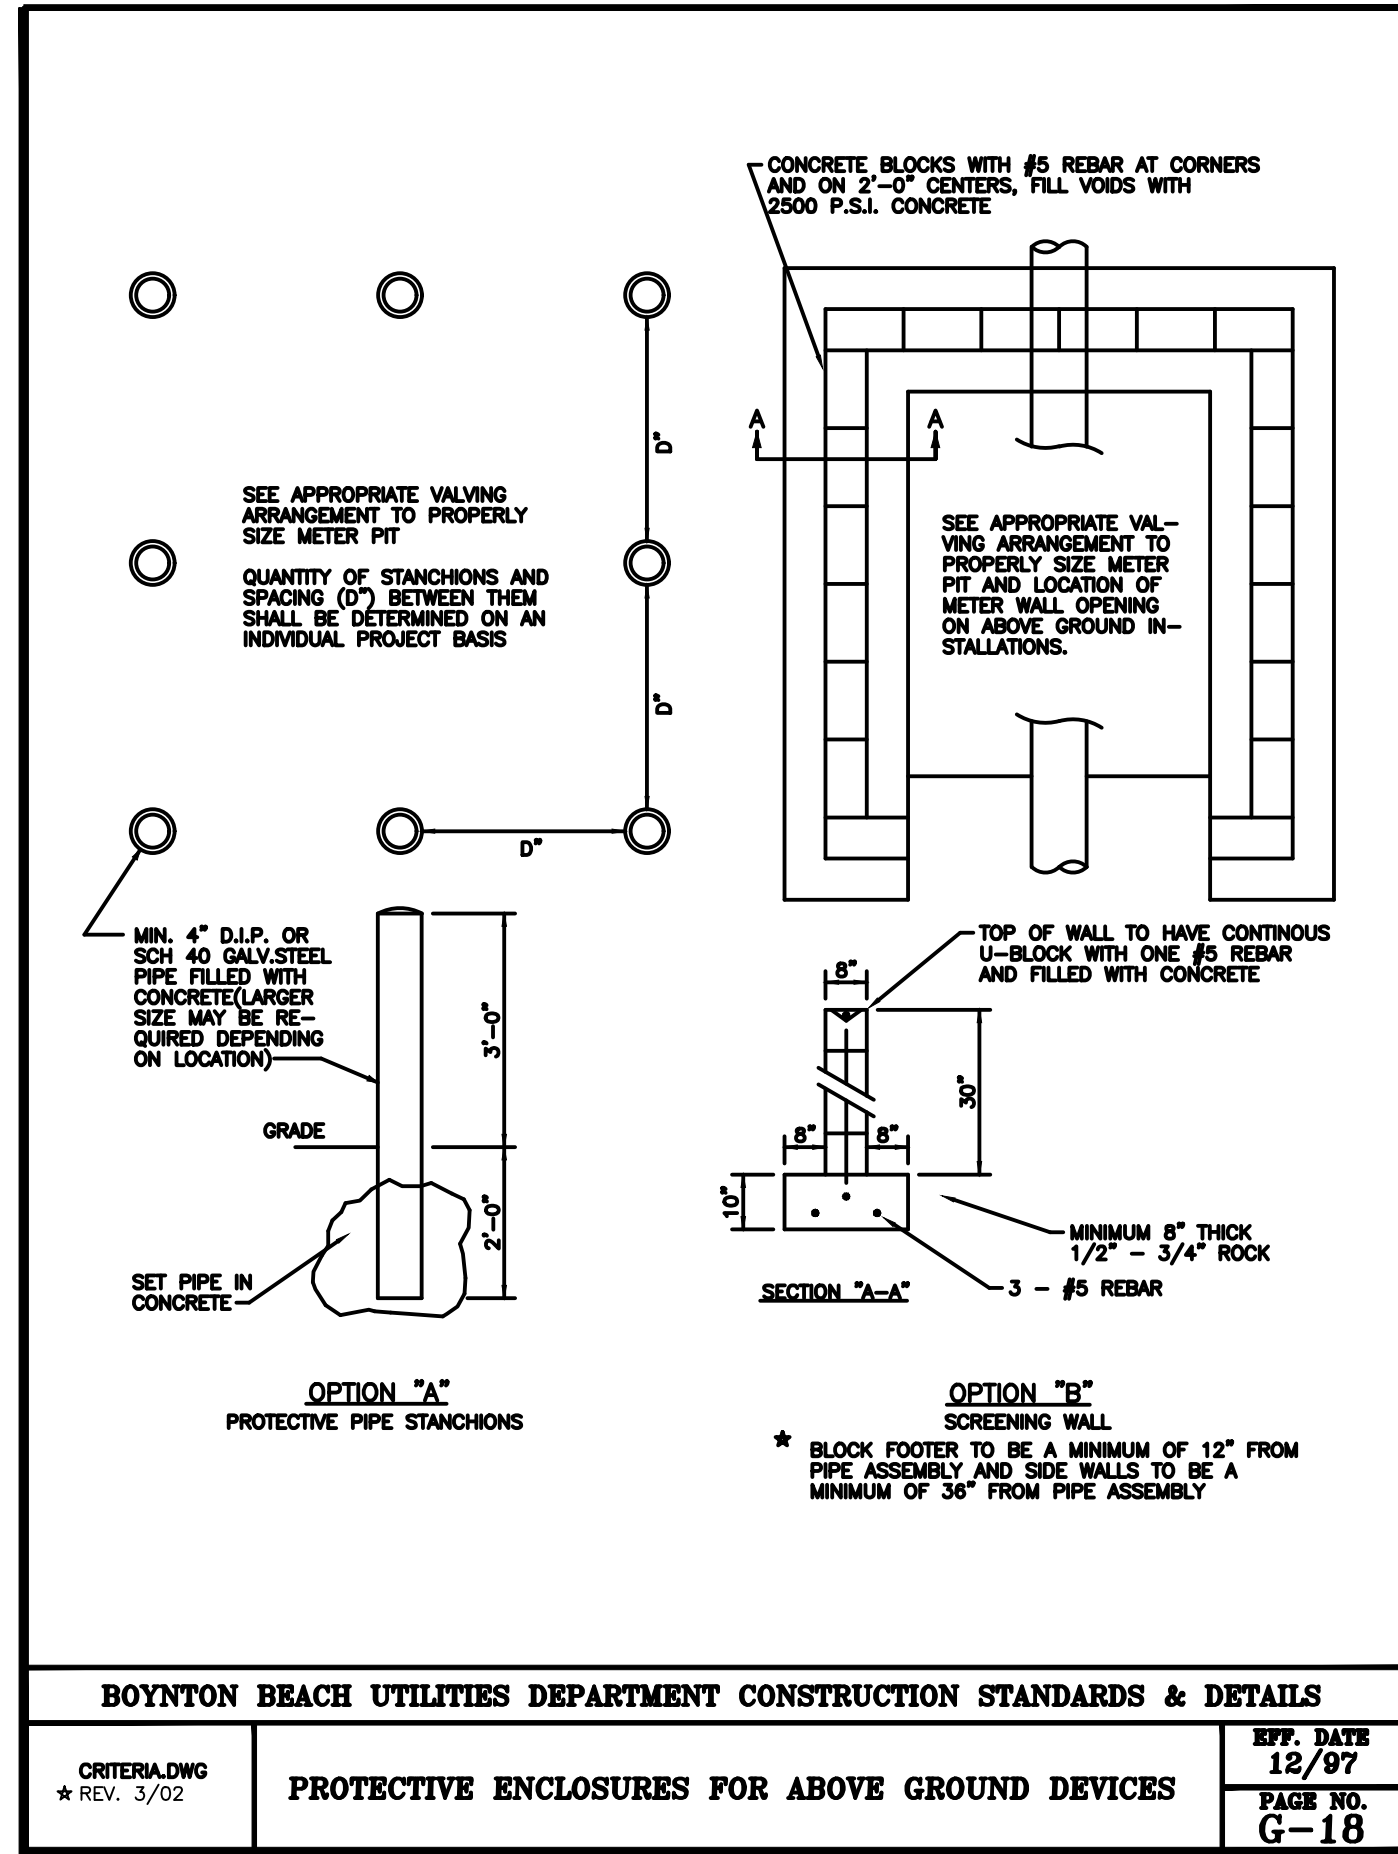 CONCRETE BLOCKS WITH #5 REBAR AT CORNERS
AND ON 2'-0" CENTERS, FILL VOIDS WITH
2500 P.S.I. CONCRETE
D"
A
A
SEE APPROPRIATE VALVING
ARRANGEMENT TO PROPERLY
SIZE METER PIT
QUANTITY OF STANCHIONS AND
SPACING (D") BETWEEN THEM
SHALL BE DETERMINED ON AN
INDIVIDUAL PROJECT BASIS
SEE APPROPRIATE VAL-
VING ARRANGEMENT TO
PROPERLY SIZE METER
PIT AND LOCATION OF
METER WALL OPENING
ON ABOVE GROUND IN-
STALLATIONS.
D"
D"
MIN. 4" D.I.P. OR
SCH 40 GALV.STEEL
PIPE FILLED WITH
CONCRETE(LARGER
SIZE MAY BE RE-
QUIRED DEPENDING
ON LOCATION)
3'-0"
GRADE
2'-0"
SET PIPE IN
CONCRETE
TOP OF WALL TO HAVE CONTINOUS
U-BLOCK WITH ONE #5 REBAR
AND FILLED WITH CONCRETE
8"
30"
8"
8"
10"
MINIMUM 8" THICK
1/2" - 3/4" ROCK
3 - #5 REBAR
SECTION "A-A"
OPTION "A"
PROTECTIVE PIPE STANCHIONS
OPTION "B"
SCREENING WALL
★ BLOCK FOOTER TO BE A MINIMUM OF 12" FROM
PIPE ASSEMBLY AND SIDE WALLS TO BE A
MINIMUM OF 36" FROM PIPE ASSEMBLY
BOYNTON BEACH UTILITIES DEPARTMENT CONSTRUCTION STANDARDS & DETAILS
CRITERIA.DWG
★ REV. 3/02
PROTECTIVE ENCLOSURES FOR ABOVE GROUND DEVICES
EFF. DATE
12/97
PAGE NO.
G-18